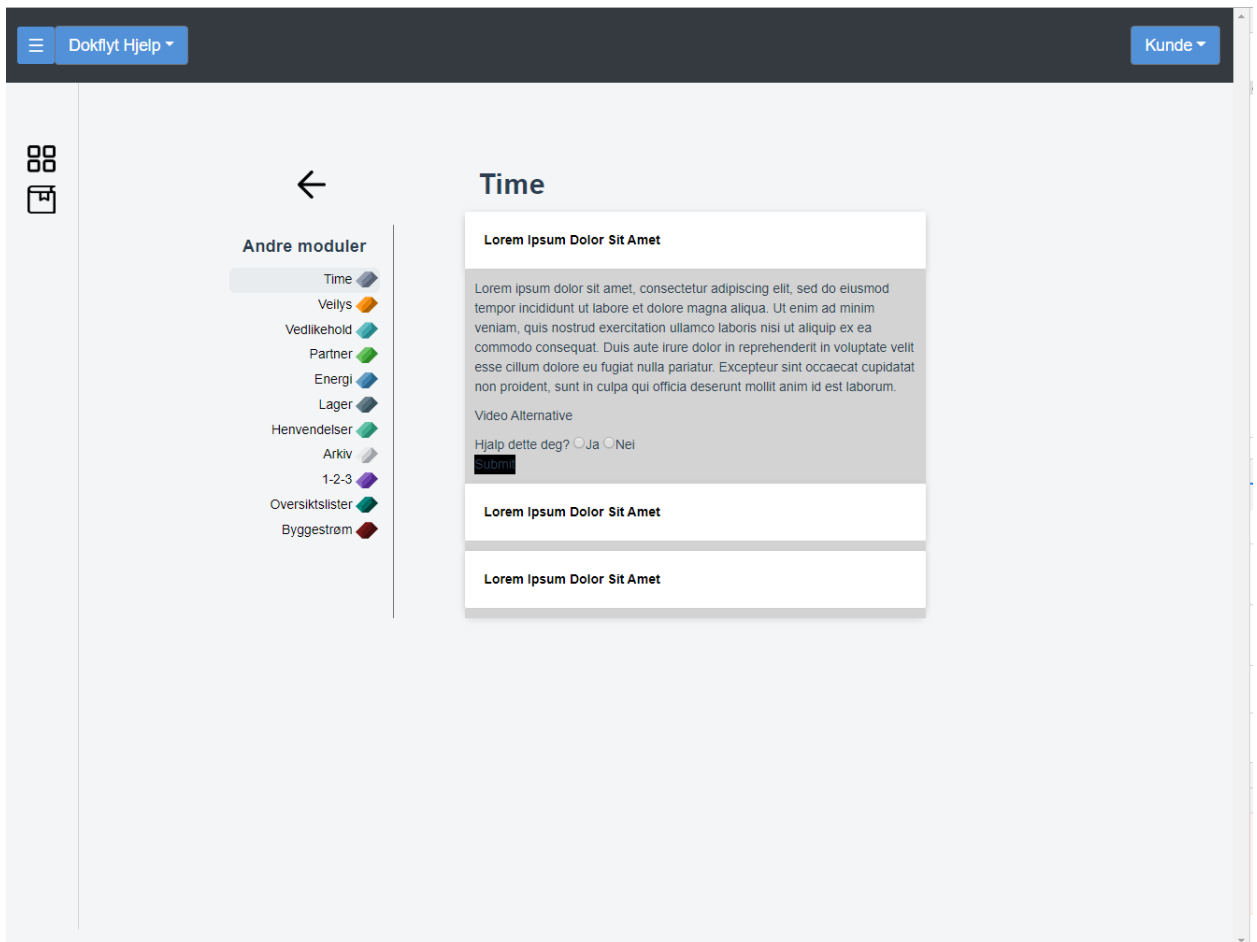 ☰ Dokflyt Hjelp
Kunde
Time
Andre moduler
Time
Veilys
Vedlikehold
Partner
Energi
Lager
Henvendelser
Arkiv
1-2-3
Oversiktslister
Byggestrøm
Lorem Ipsum Dolor Sit Amet
Lorem ipsum dolor sit amet, consectetur adipiscing elit, sed do eiusmod
tempor incididunt ut labore et dolore magna aliqua. Ut enim ad minim
veniam, quis nostrud exercitation ullamco laboris nisi ut aliquip ex ea
commodo consequat. Duis aute irure dolor in reprehenderit in voluptate velit
esse cillum dolore eu fugiat nulla pariatur. Excepteur sint occaecat cupidatat
non proident, sunt in culpa qui officia deserunt mollit anim id est laborum.
Video Alternative
Hjalp dette deg? Ja Nei
Submit
Lorem Ipsum Dolor Sit Amet
Lorem Ipsum Dolor Sit Amet